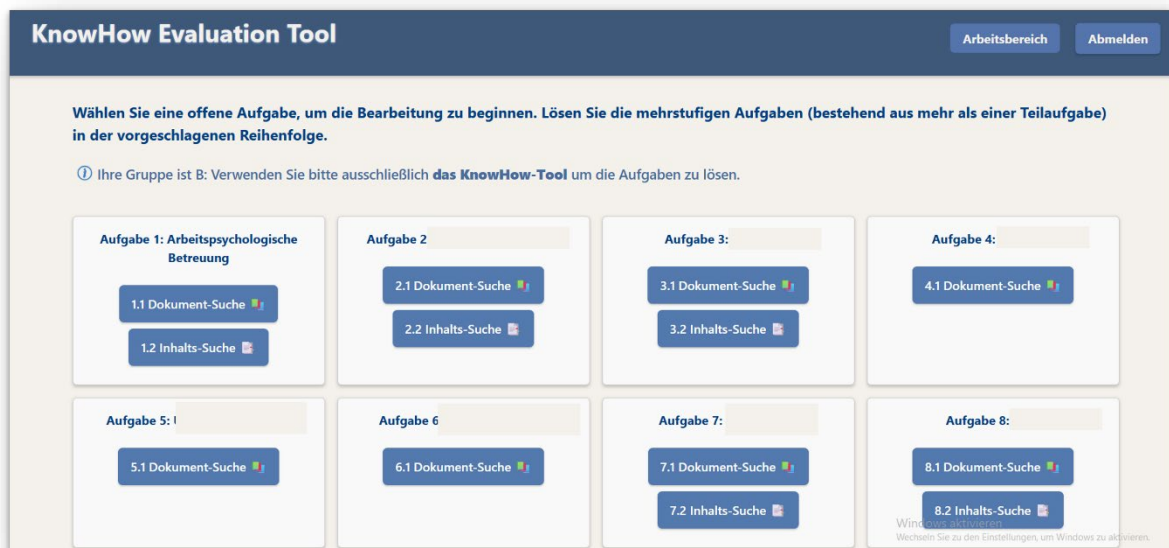 KnowHow Evaluation Tool
Arbeitsbereich
Abmelden
Wählen Sie eine offene Aufgabe, um die Bearbeitung zu beginnen. Lösen Sie die mehrstufigen Aufgaben (bestehend aus mehr als einer Teilaufgabe)
in der vorgeschlagenen Reihenfolge.
Ihre Gruppe ist B: Verwenden Sie bitte ausschließlich das KnowHow-Tool um die Aufgaben zu lösen.
Aufgabe 1: Arbeitspsychologische
Betreuung
1.1 Dokument-Suche
1.2 Inhalts-Suche
Aufgabe 2
2.1 Dokument-Suche
2.2 Inhalts-Suche
Aufgabe 3:
3.1 Dokument-Suche
3.2 Inhalts-Suche
Aufgabe 4:
4.1 Dokument-Suche
Aufgabe 5:
5.1 Dokument-Suche
Aufgabe 6
6.1 Dokument-Suche
Aufgabe 7:
7.1 Dokument-Suche
7.2 Inhalts-Suche
Aufgabe 8:
8.1 Dokument-Suche
8.2 Inhalts-Suche
Windows aktivieren
Wechseln Sie zu den Einstellungen, um Windows zu aktivieren.